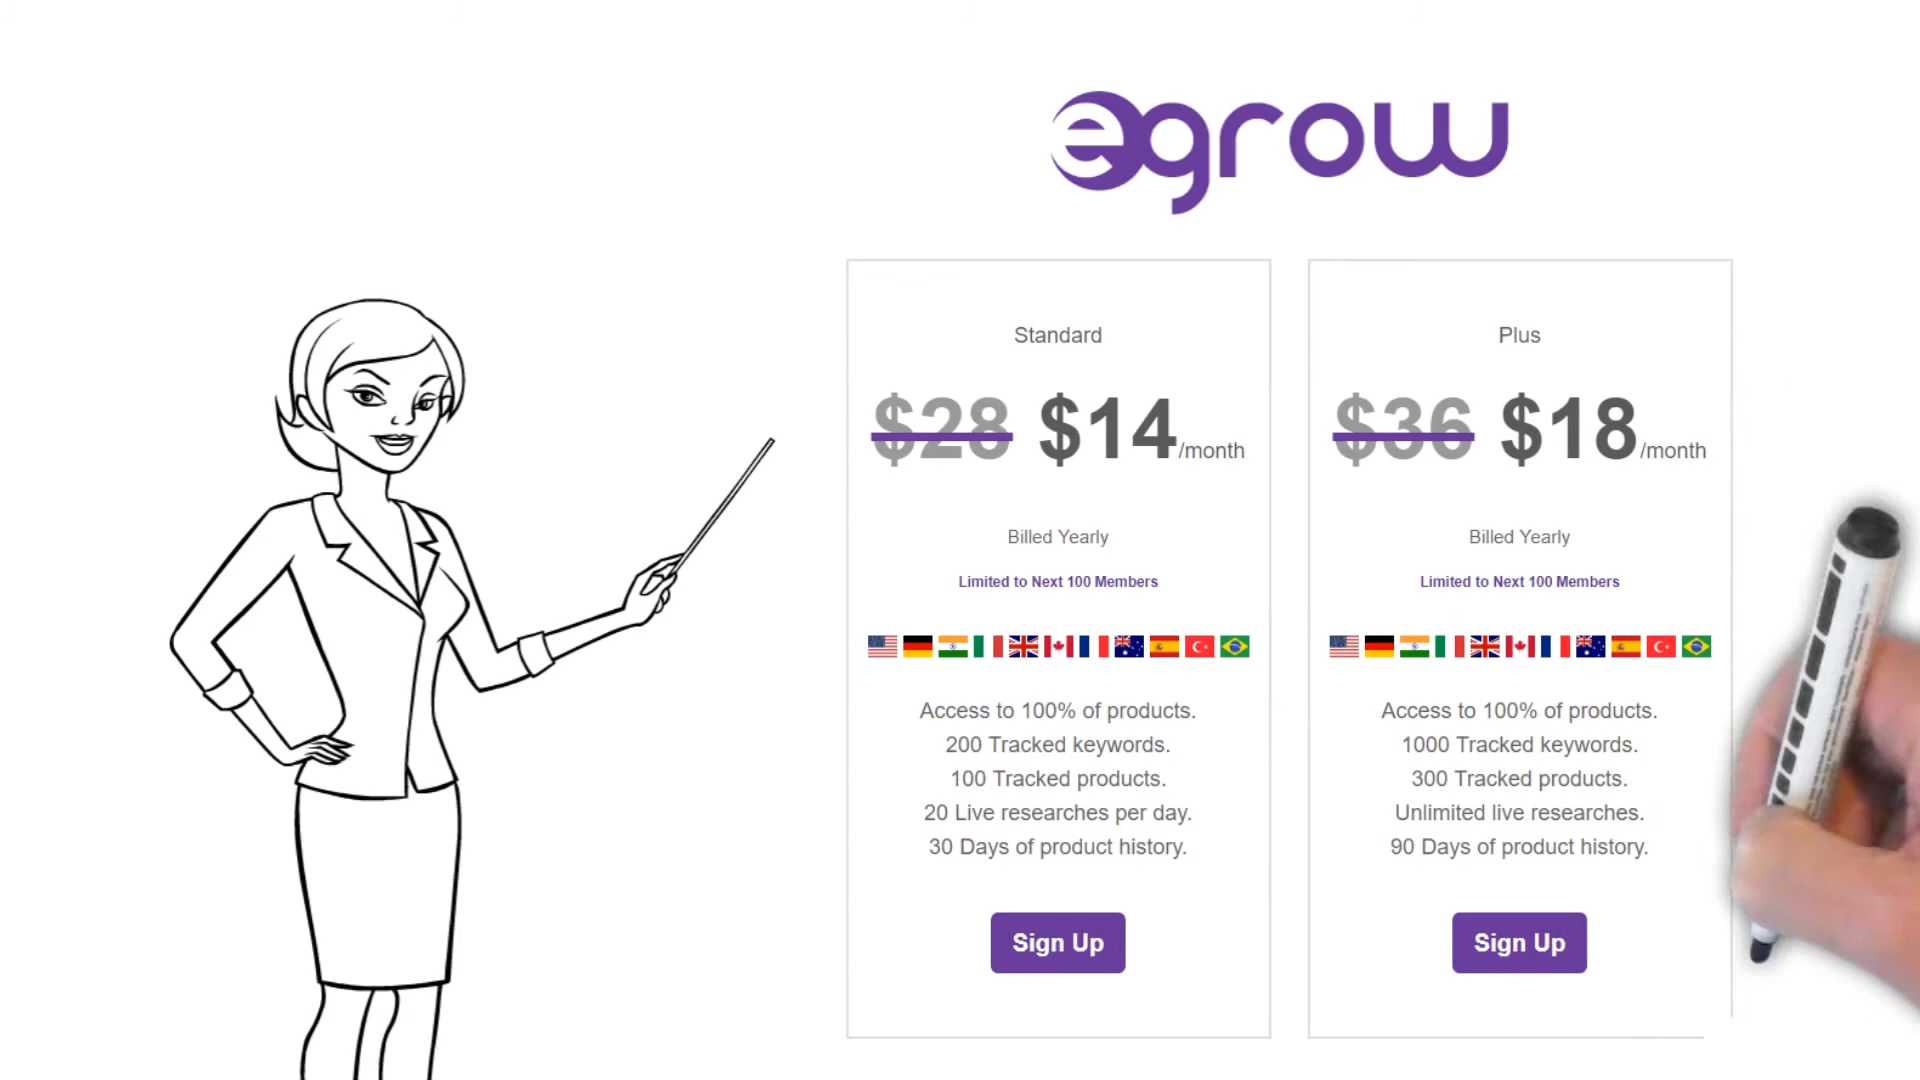 egrow
Standard
$28 $14/month
Billed Yearly
Limited to Next 100 Members
Access to 100% of products.
200 Tracked keywords.
100 Tracked products.
20 Live researches per day.
30 Days of product history.
Sign Up
Plus
$36 $18/month
Billed Yearly
Limited to Next 100 Members
Access to 100% of products.
1000 Tracked keywords.
300 Tracked products.
Unlimited live researches.
90 Days of product history.
Sign Up